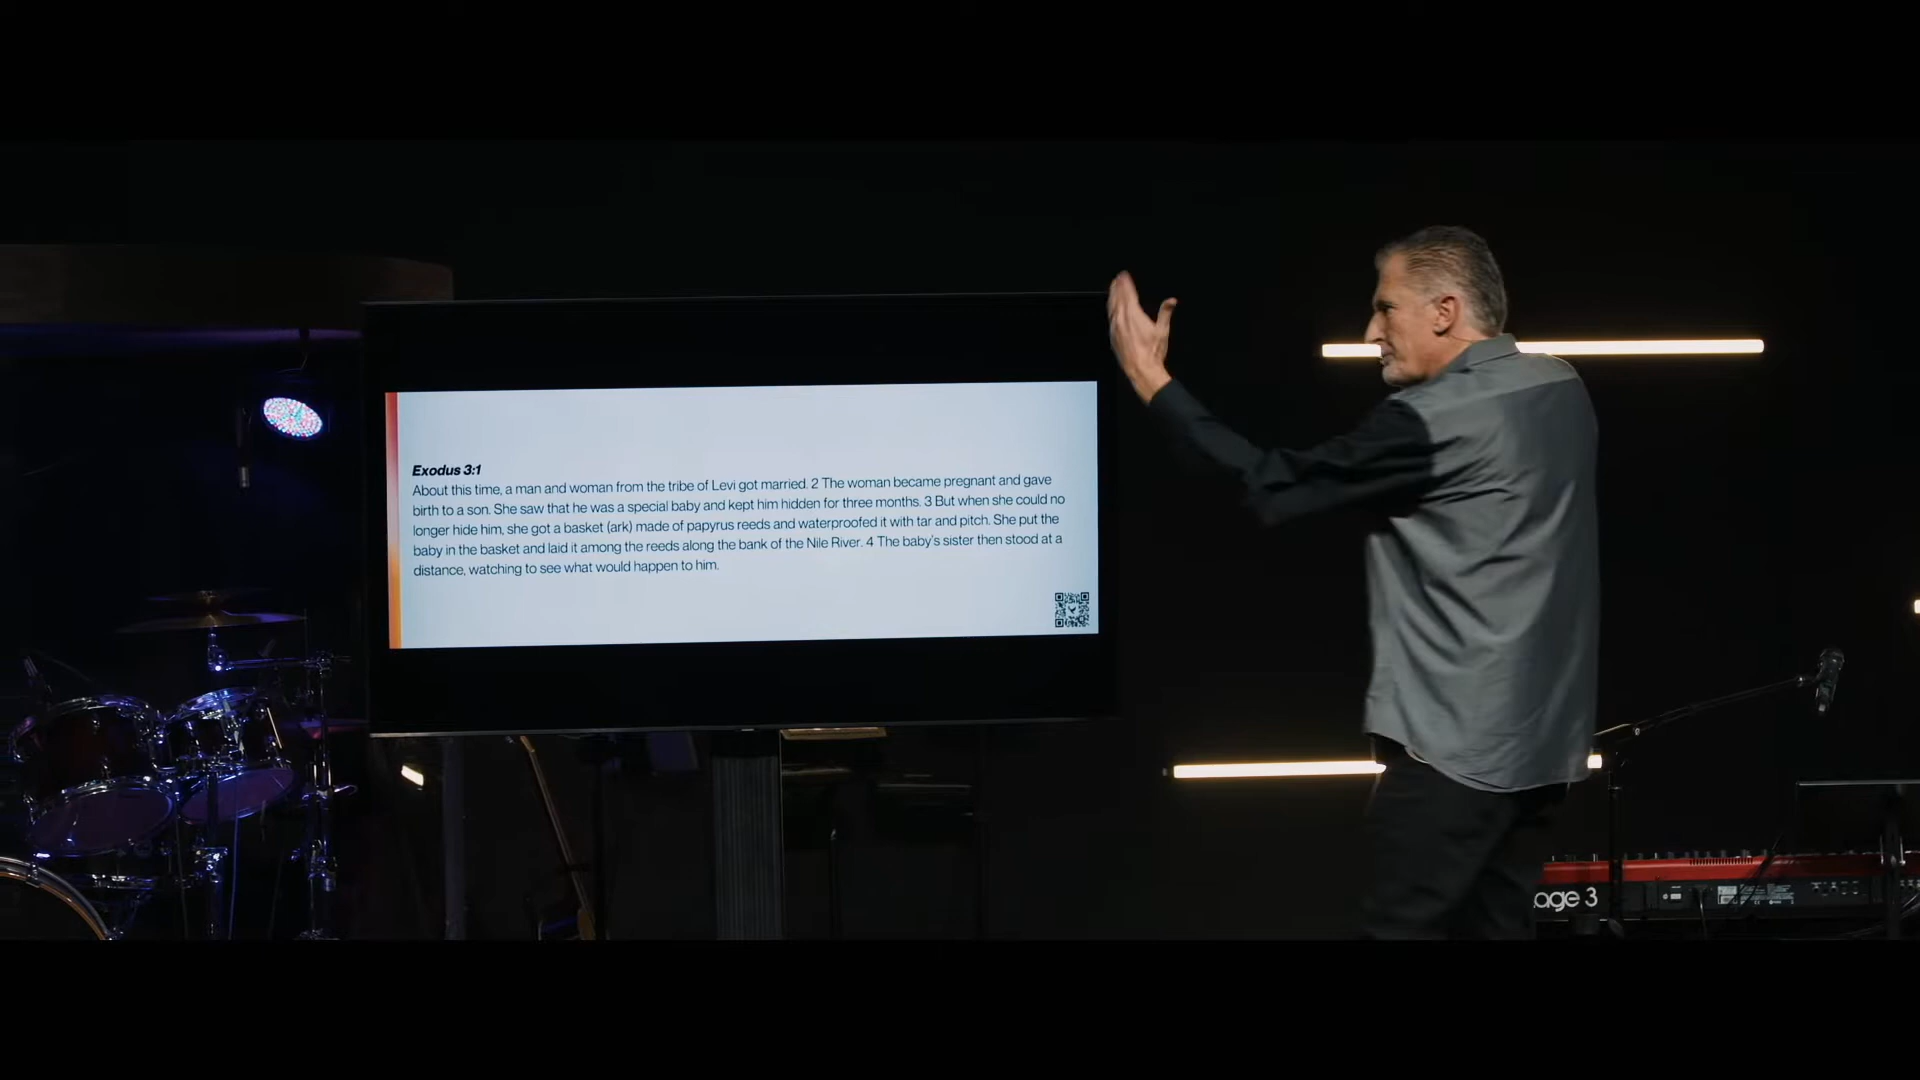 Exodus 3:1
About this time, a man and woman from the tribe of Levi got married. 2 The woman became pregnant and gave
birth to a son. She saw that he was a special baby and kept him hidden for three months. 3 But when she could no
longer hide him, she got a basket (ark) made of papyrus reeds and waterproofed it with tar and pitch. She put the
baby in the basket and laid it among the reeds along the bank of the Nile River. 4 The baby's sister then stood at a
distance, watching to see what would happen to him.
age 3